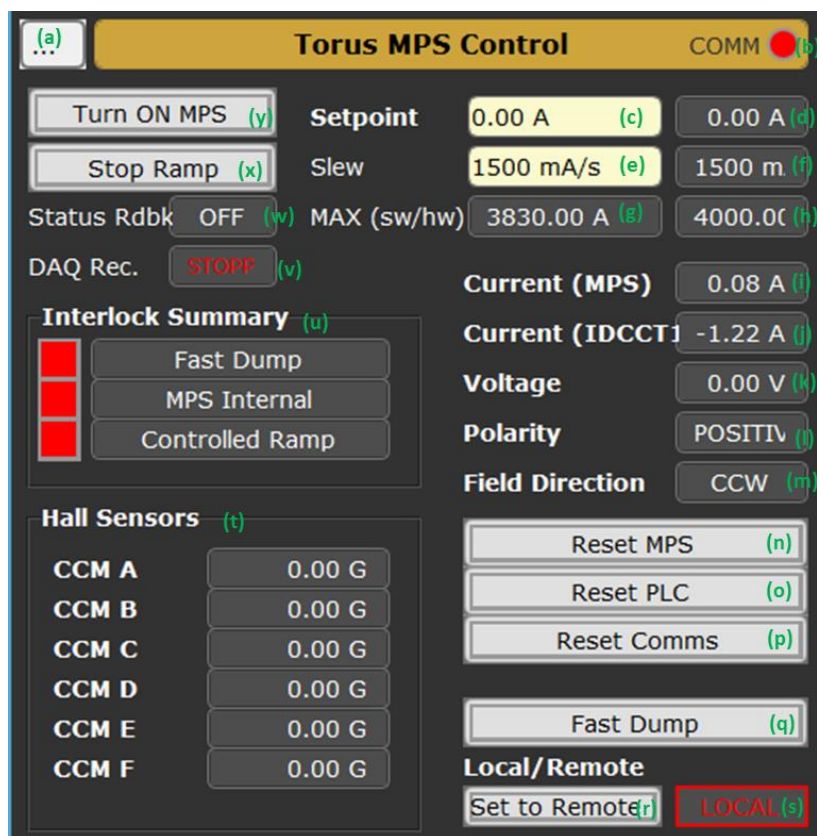 (a) ... Torus MPS Control COMM (b)
Turn ON MPS (y) Setpoint 0.00 A (c) 0.00 A (d)
Stop Ramp (x) Slew 1500 mA/s (e) 1500 m. (f)
Status Rdbk OFF (w) MAX (sw/hw) 3830.00 A (g) 4000.00 (h)
DAQ Rec. STOPP (v)
Current (MPS) 0.08 A (i)
Interlock Summary (u)
Current (IDCCT1 -1.22 A (j)
Fast Dump
Voltage 0.00 V (k)
MPS Internal
Polarity POSITIV (l)
Controlled Ramp
Field Direction CCW (m)
Hall Sensors (t)
Reset MPS (n)
CCM A 0.00 G
Reset PLC (o)
CCM B 0.00 G
Reset Comms (p)
CCM C 0.00 G
CCM D 0.00 G
Fast Dump (q)
CCM E 0.00 G
CCM F 0.00 G
Local/Remote
Set to Remote (r) LOCAL (s)